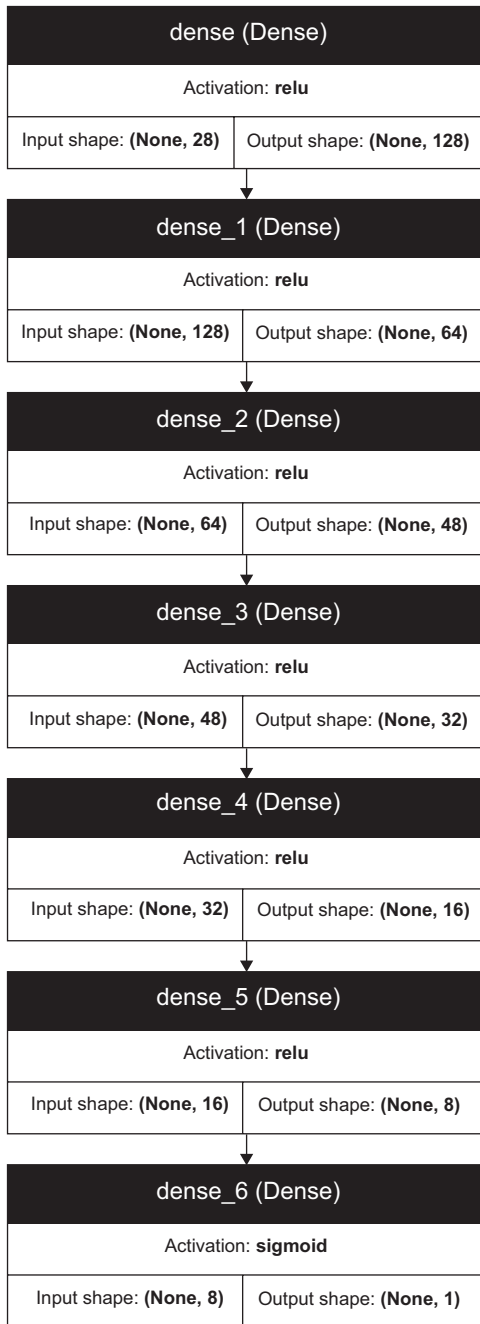 dense (Dense)
Activation: relu
Input shape: (None, 28) Output shape: (None, 128)
dense_1 (Dense)
Activation: relu
Input shape: (None, 128) Output shape: (None, 64)
dense_2 (Dense)
Activation: relu
Input shape: (None, 64) Output shape: (None, 48)
dense_3 (Dense)
Activation: relu
Input shape: (None, 48) Output shape: (None, 32)
dense_4 (Dense)
Activation: relu
Input shape: (None, 32) Output shape: (None, 16)
dense_5 (Dense)
Activation: relu
Input shape: (None, 16) Output shape: (None, 8)
dense_6 (Dense)
Activation: sigmoid
Input shape: (None, 8) Output shape: (None, 1)